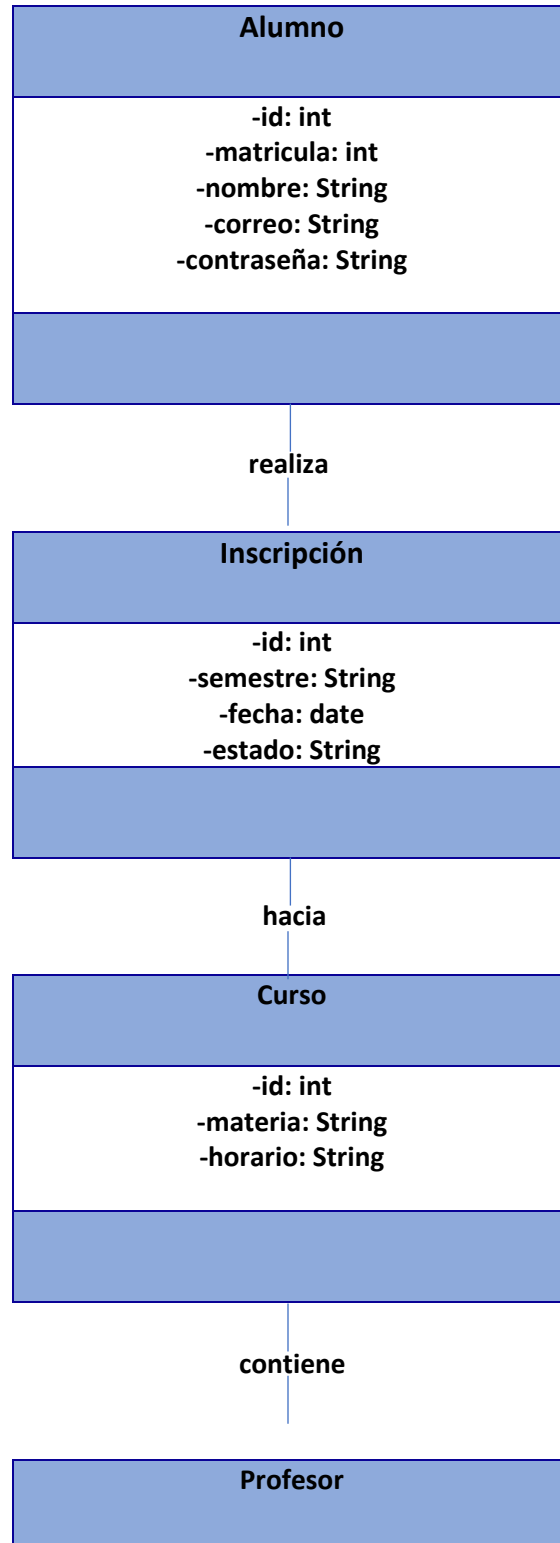 Alumno
-id: int
-matricula: int
-nombre: String
-correo: String
-contraseña: String
realiza
Inscripción
-id: int
-semestre: String
-fecha: date
-estado: String
hacia
Curso
-id: int
-materia: String
-horario: String
contiene
Profesor